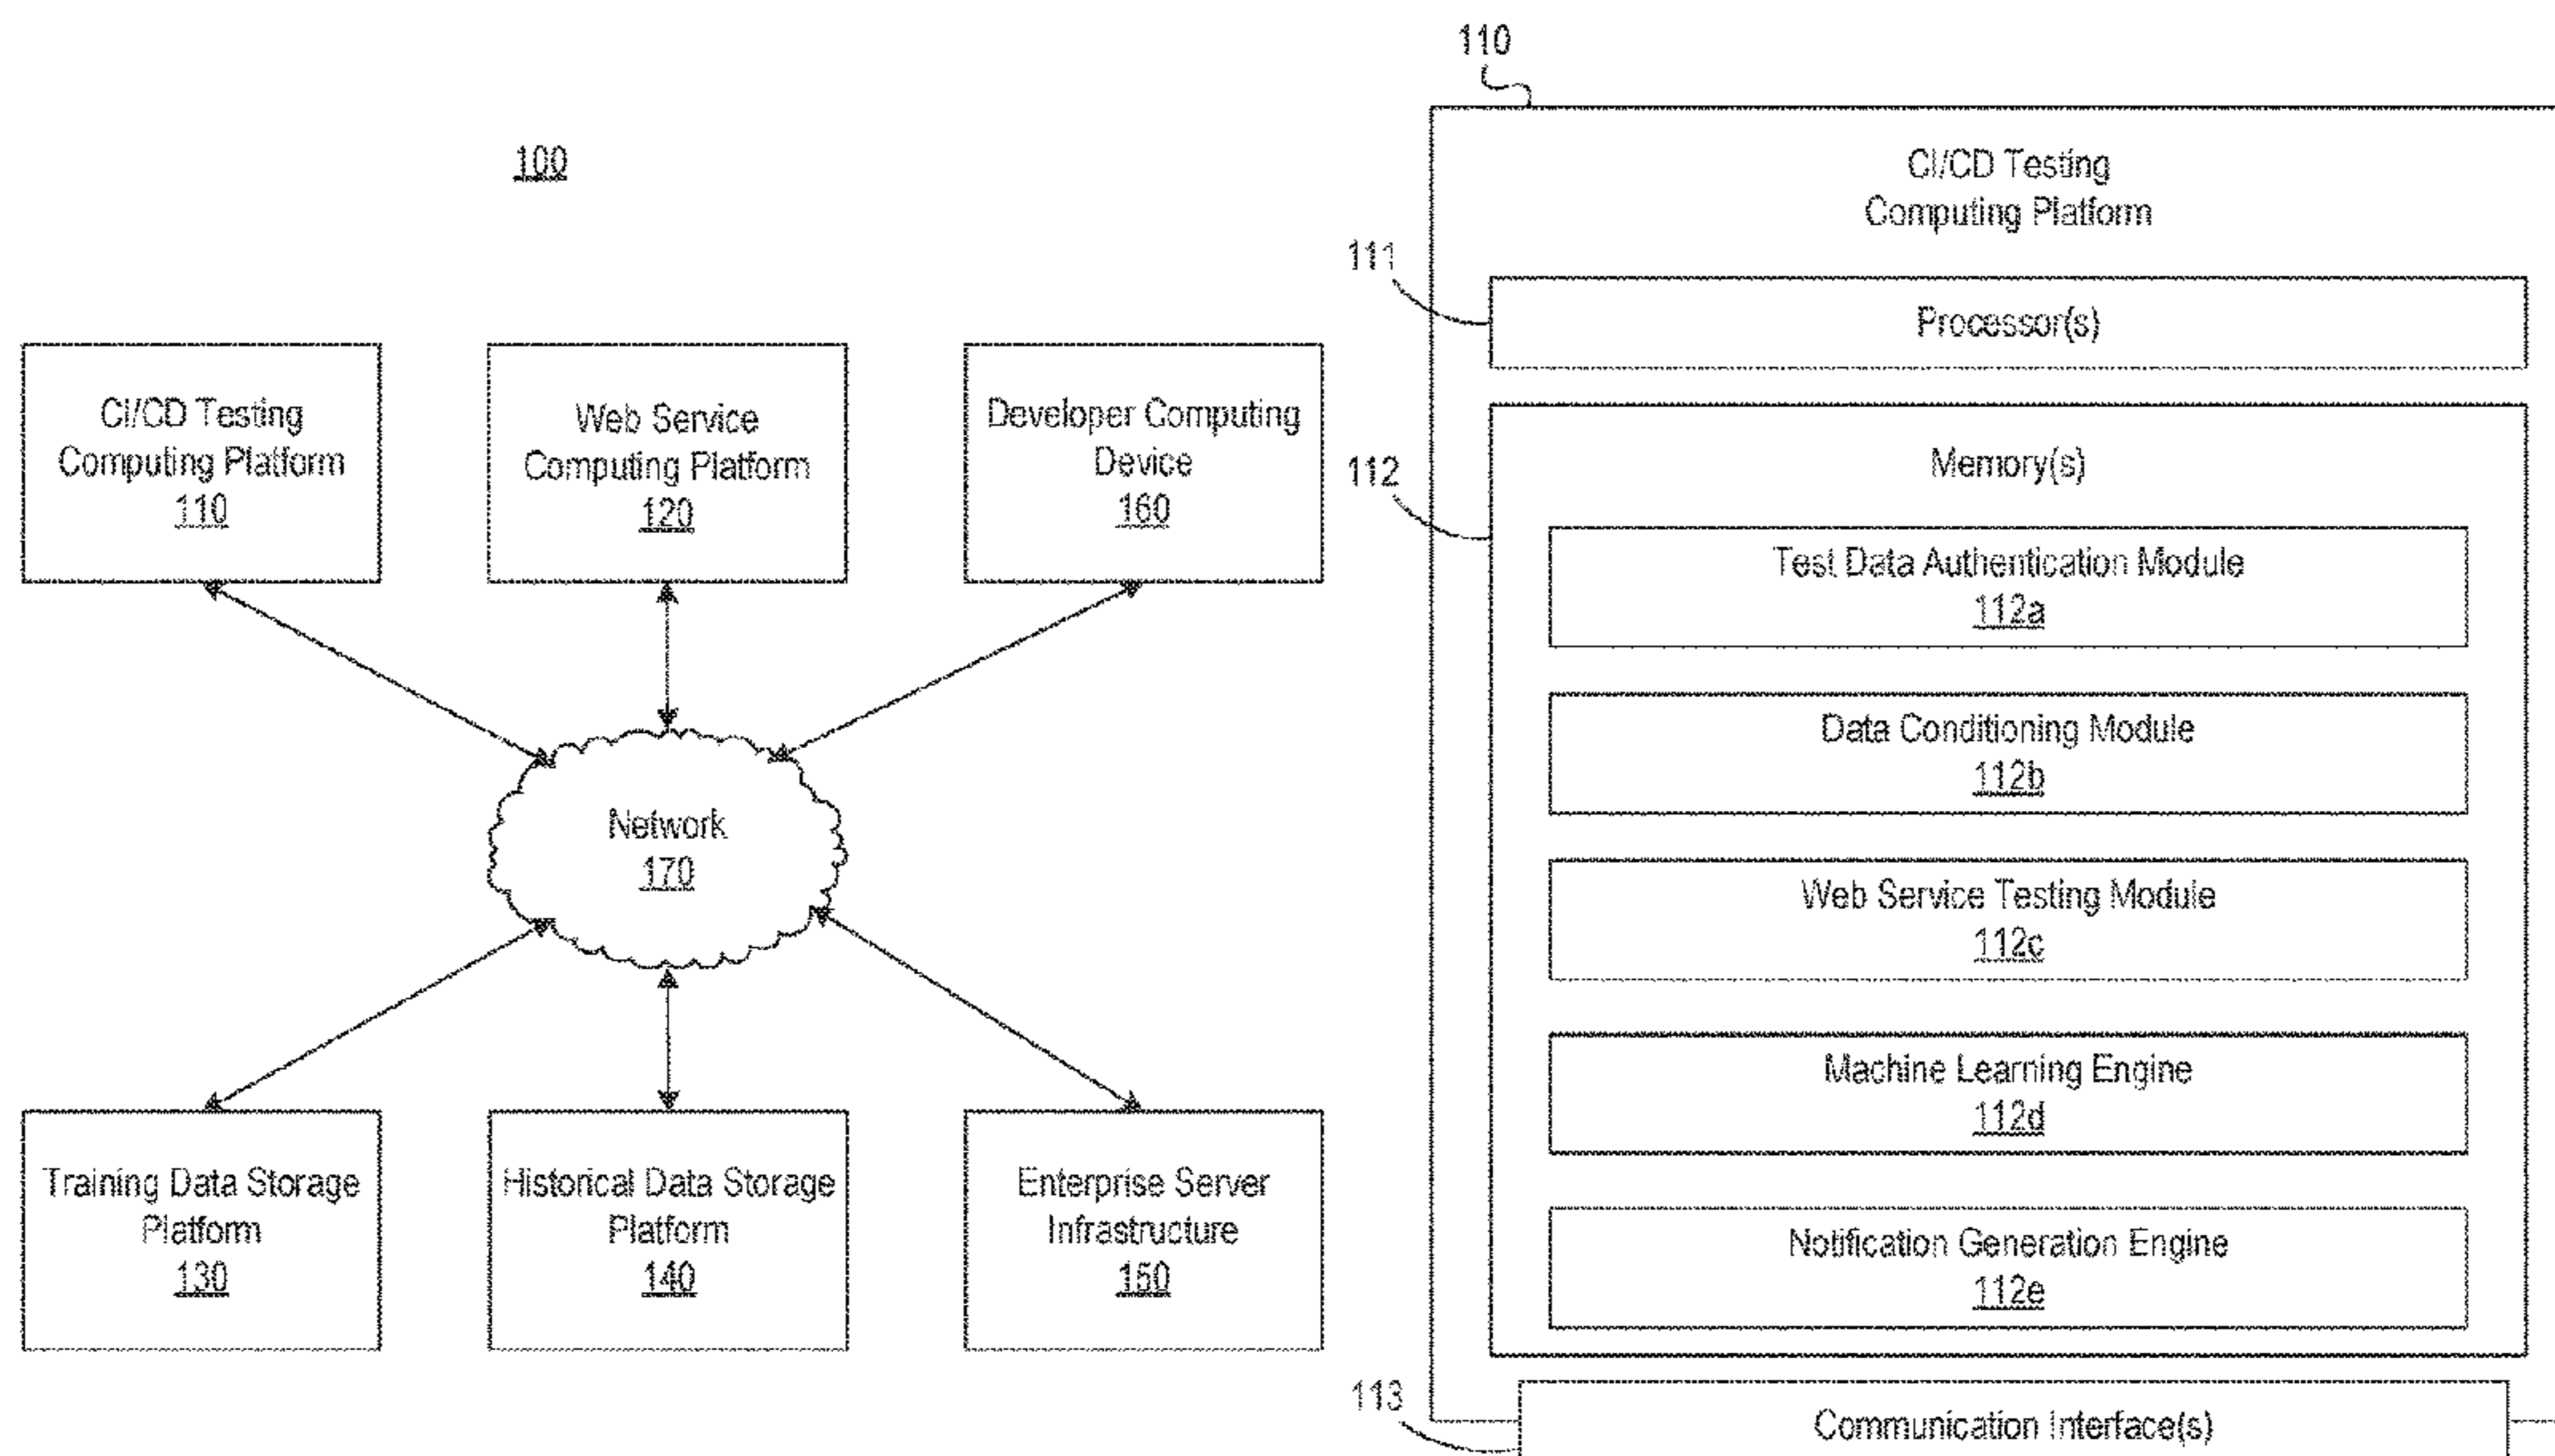 100
CI/CD Testing
Computing Platform
110
Web Service
Computing Platform
120
Developer Computing
Device
160
Network
170
Training Data Storage
Platform
130
Historical Data Storage
Platform
140
Enterprise Server
Infrastructure
150
110
CI/CD Testing
Computing Platform
111
Processor(s)
112
Memory(s)
Test Data Authentication Module
112a
Data Conditioning Module
112b
Web Service Testing Module
112c
Machine Learning Engine
112d
Notification Generation Engine
112e
113
Communication Interface(s)